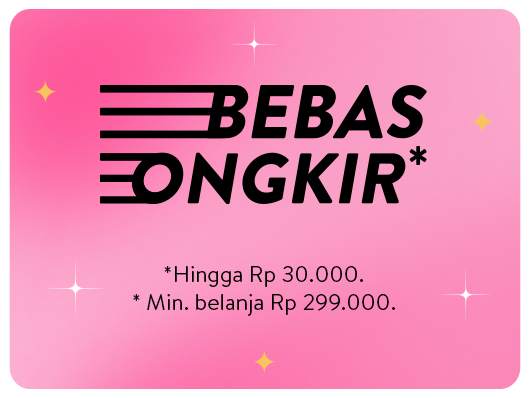 BEBAS
ONGKIR*
*Hingga Rp 30.000.
* Min. belanja Rp 299.000.